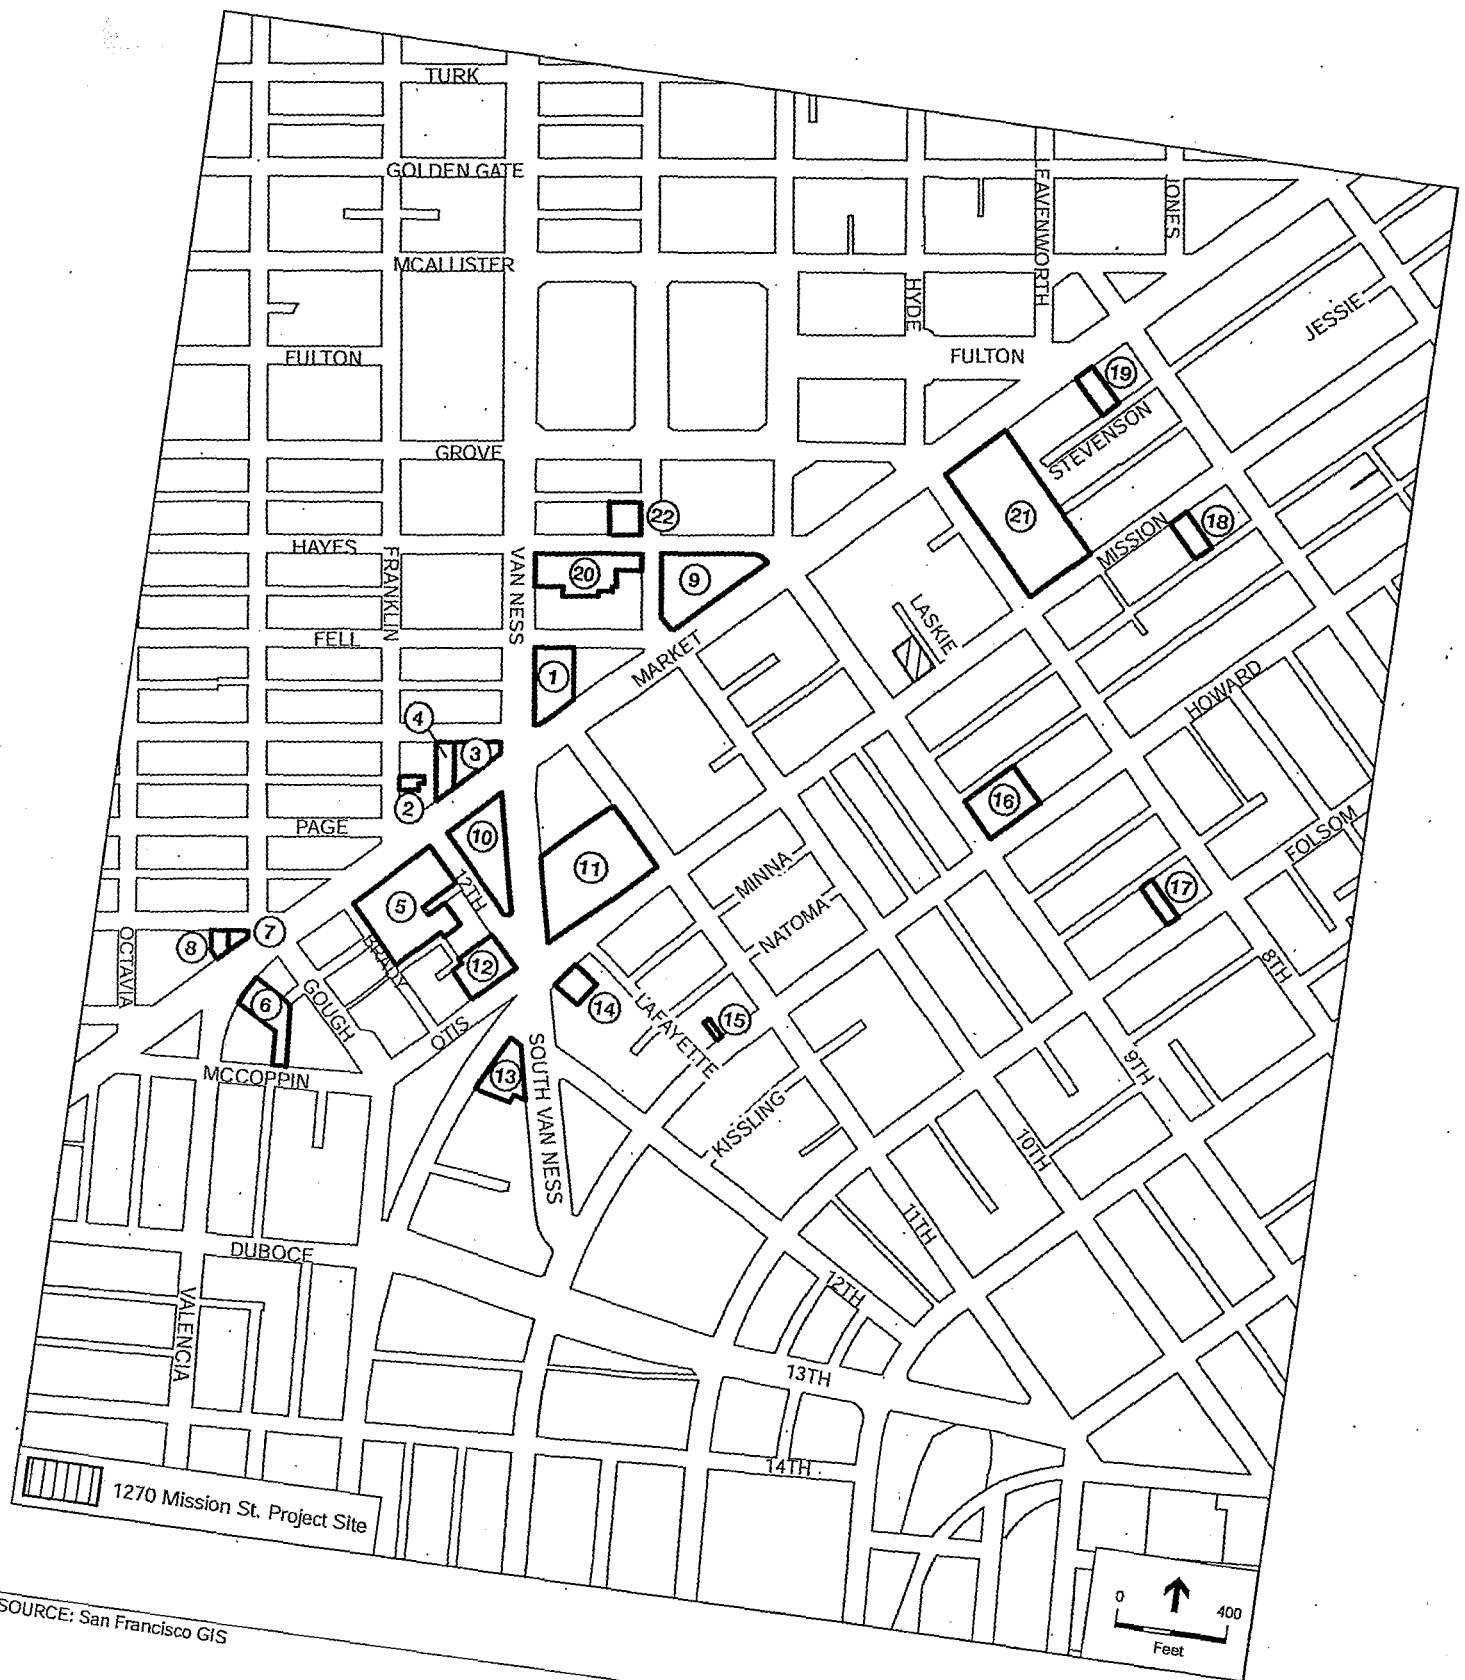 TURK
GOLDEN GATE
LEAVENWORTH
JONES
MCALLISTER
HYDE
JESSIE
FULTON
FULTON
19
STEVENSON
GROVE
22
21
18
MISSION
HAYES
FRANKLIN
VAN NESS
20
9
LASKIE
FELL
MARKET
1
HOWARD
4
3
2
16
PAGE
10
FOLSOM
11
MINNA
5
12TH
17
NATOMA
OCTAVIA
8
7
BRADY
12
8TH
6
GOUGH
14
LAFAYETTE
15
OTIS
SOUTH VAN NESS
13
MCCOPPIN
9TH
KISSLING
10TH
11TH
DUBOCE
12TH
VALENCIA
13TH
14TH
1270 Mission St. Project Site
0 400
Feet
SOURCE: San Francisco GIS